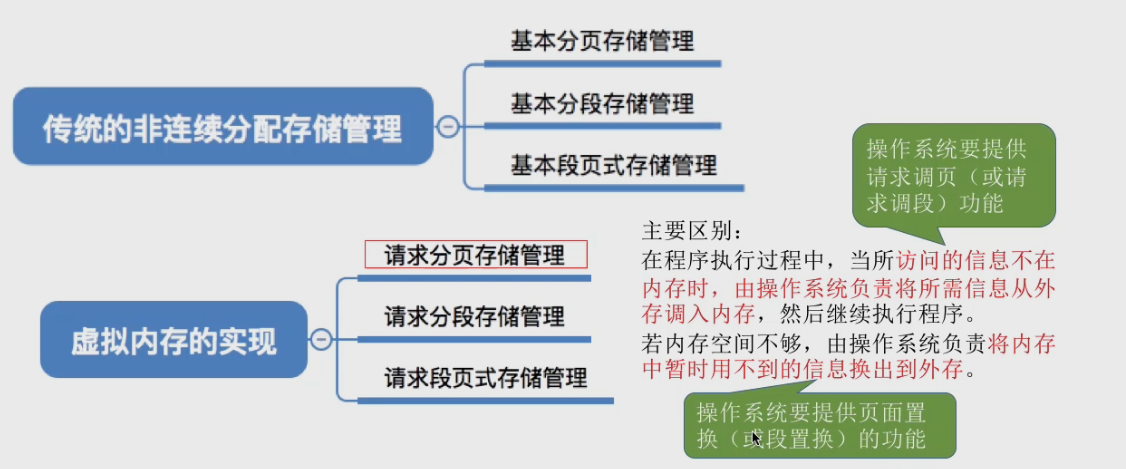 基本分页存储管理
传统的非连续分配存储管理
基本分段存储管理
基本段页式存储管理
请求分页存储管理
虚拟内存的实现
请求分段存储管理
请求段页式存储管理
操作系统要提供
请求调页（或请
求调段）功能
主要区别：
在程序执行过程中，当所访问的信息不在
内存时，由操作系统负责将所需信息从外
存调入内存，然后继续执行程序。
若内存空间不够，由操作系统负责将内存
中暂时用不到的信息换出到外存。
操作系统要提供页面置
换（或段置换）的功能